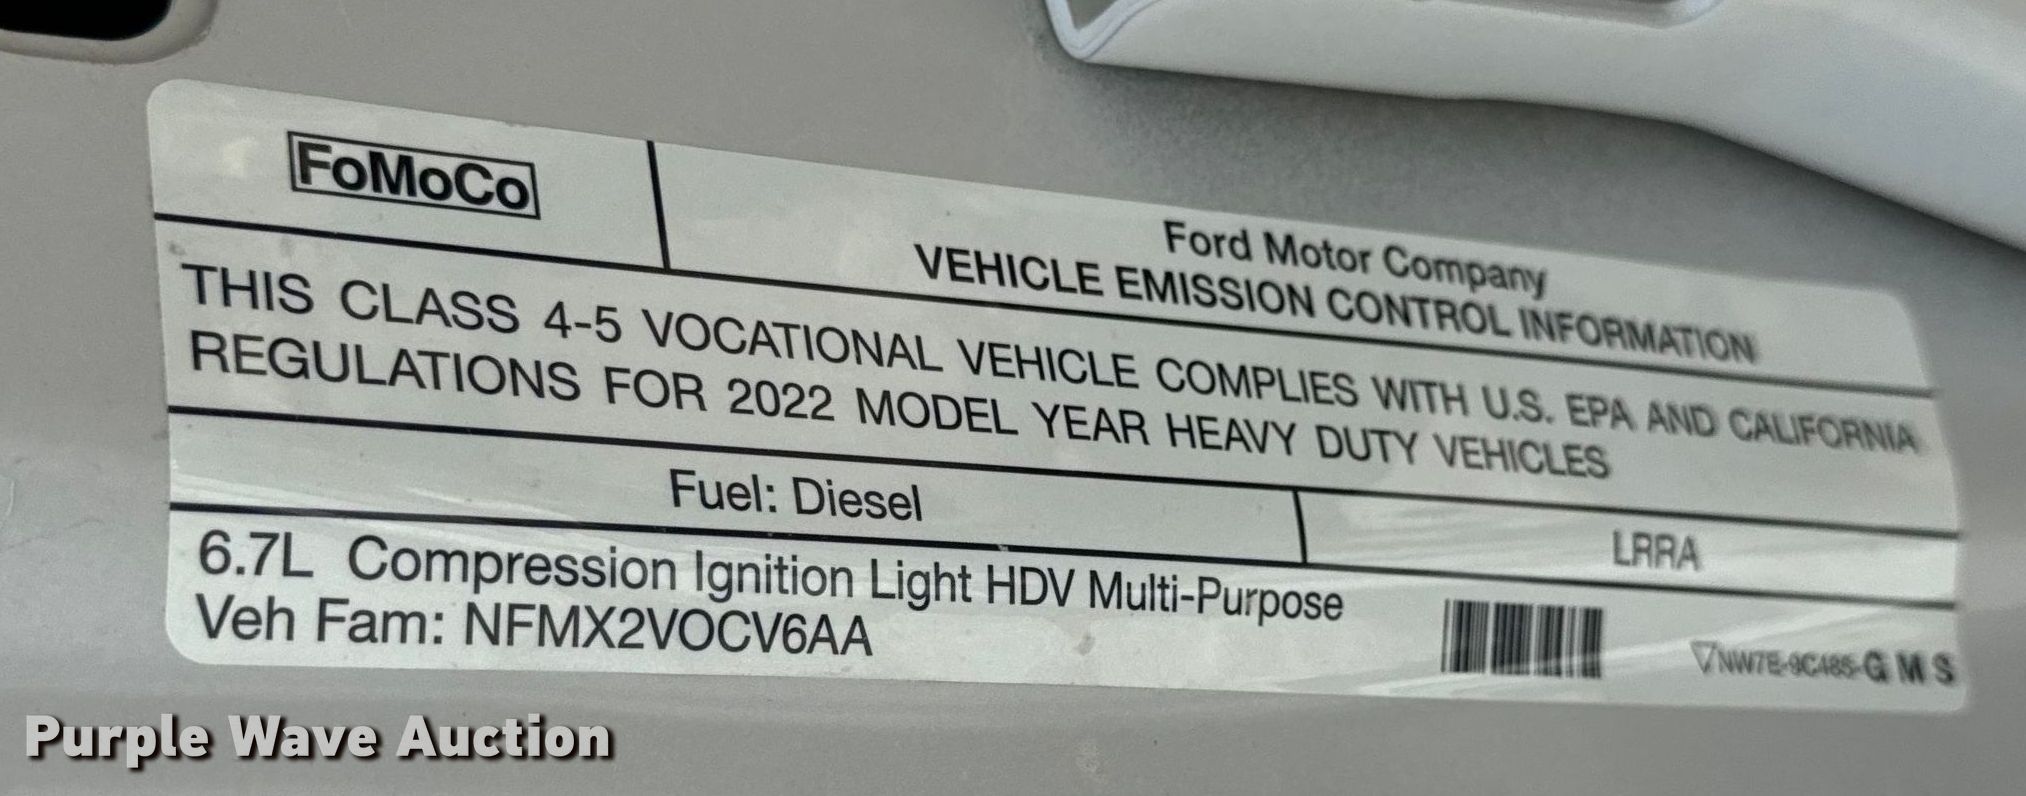 FoMoCo
Ford Motor Company
VEHICLE EMISSION CONTROL INFORMATION
THIS CLASS 4-5 VOCATIONAL VEHICLE COMPLIES WITH U.S. EPA AND CALIFORNIA
REGULATIONS FOR 2022 MODEL YEAR HEAVY DUTY VEHICLES
Fuel: Diesel
LRRA
6.7L Compression Ignition Light HDV Multi-Purpose
Veh Fam: NFMX2VOCV6AA
NW7E-9C485-G M S
Purple Wave Auction